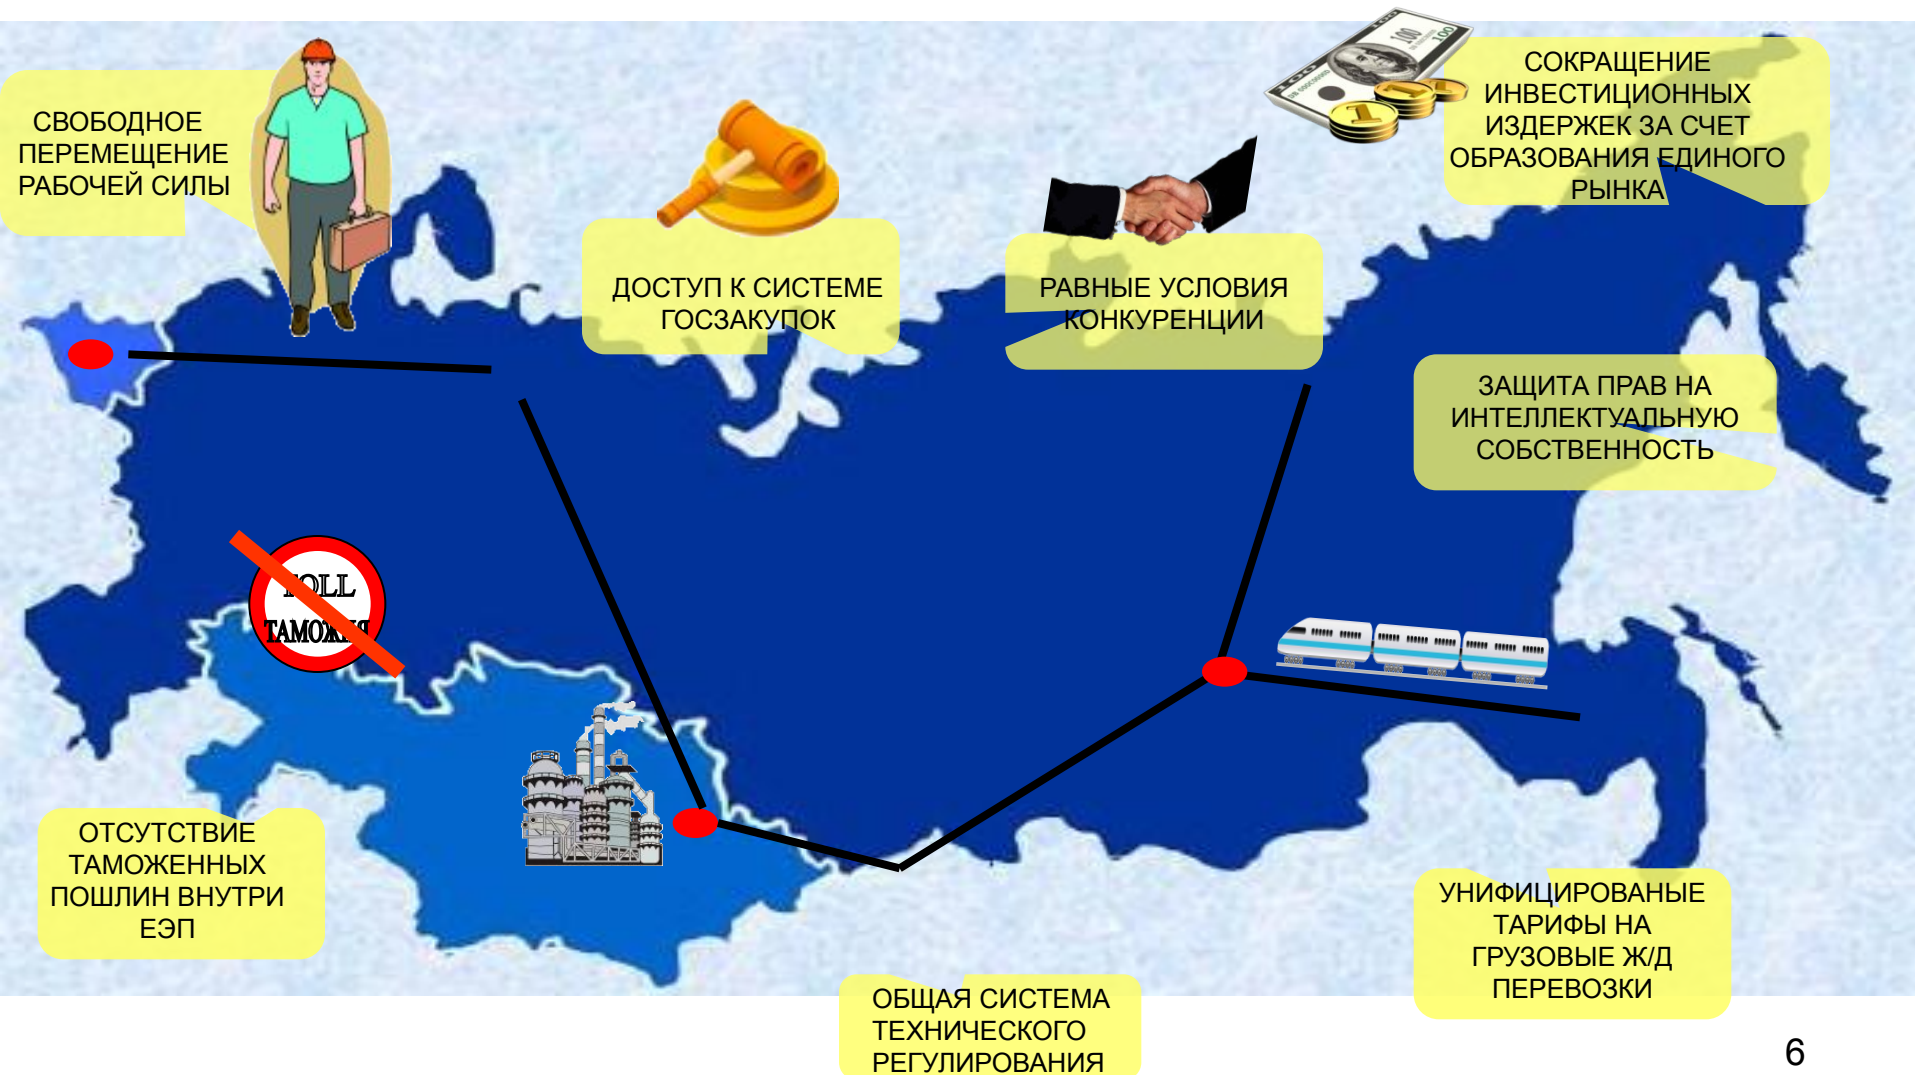 СВОБОДНОЕ
ПЕРЕМЕЩЕНИЕ
РАБОЧЕЙ СИЛЫ
ДОСТУП К СИСТЕМЕ
ГОСЗАКУПОК
РАВНЫЕ УСЛОВИЯ
КОНКУРЕНЦИИ
СОКРАЩЕНИЕ
ИНВЕСТИЦИОННЫХ
ИЗДЕРЖЕК ЗА СЧЕТ
ОБРАЗОВАНИЯ ЕДИНОГО
РЫНКА
ЗАЩИТА ПРАВ НА
ИНТЕЛЛЕКТУАЛЬНУЮ
СОБСТВЕННОСТЬ
TOLL
ТАМОЖНЯ
ОТСУТСТВИЕ
ТАМОЖЕННЫХ
ПОШЛИН ВНУТРИ
ЕЭП
УНИФИЦИРОВАНЫЕ
ТАРИФЫ НА
ГРУЗОВЫЕ Ж/Д
ПЕРЕВОЗКИ
ОБЩАЯ СИСТЕМА
ТЕХНИЧЕСКОГО
РЕГУЛИРОВАНИЯ
6